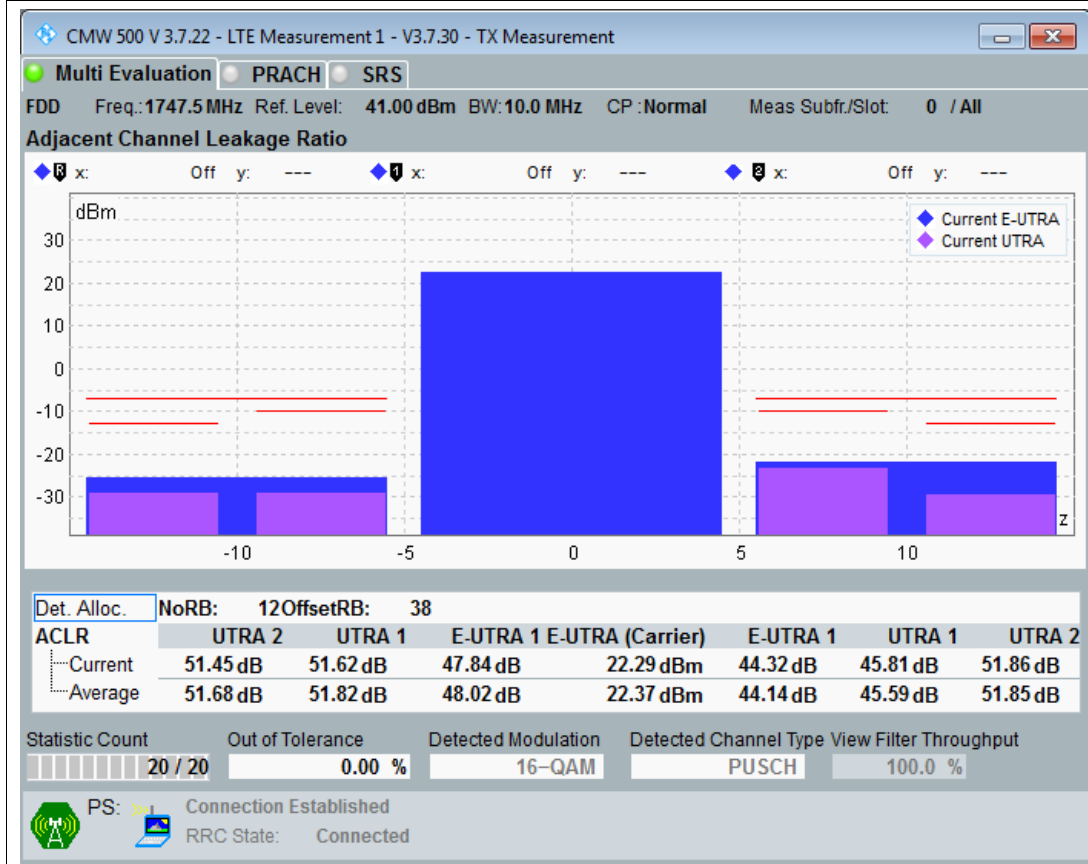 CMW 500 V 3.7.22 - LTE Measurement 1 - V3.7.30 - TX Measurement
Multi Evaluation PRACH SRS
FDD Freq.: 1747.5 MHz Ref. Level: 41.00 dBm BW: 10.0 MHz CP : Normal Meas Subfr./Slot: 0 / All
Adjacent Channel Leakage Ratio
R x: Off y: --- 1 x: Off y: --- 2 x: Off y: ---
dBm
Current E-UTRA
Current UTRA
30
20
10
0
-10
-20
-30
z
-10 -5 0 5 10
Det. Alloc. NoRB: 12 OffsetRB: 38
ACLR UTRA 2 UTRA 1 E-UTRA 1 E-UTRA (Carrier) E-UTRA 1 UTRA 1 UTRA 2
Current 51.45 dB 51.62 dB 47.84 dB 22.29 dBm 44.32 dB 45.81 dB 51.86 dB
Average 51.68 dB 51.82 dB 48.02 dB 22.37 dBm 44.14 dB 45.59 dB 51.85 dB
Statistic Count Out of Tolerance Detected Modulation Detected Channel Type View Filter Throughput
20 / 20 0.00 % 16-QAM PUSCH 100.0 %
PS: Connection Established
RRC State: Connected